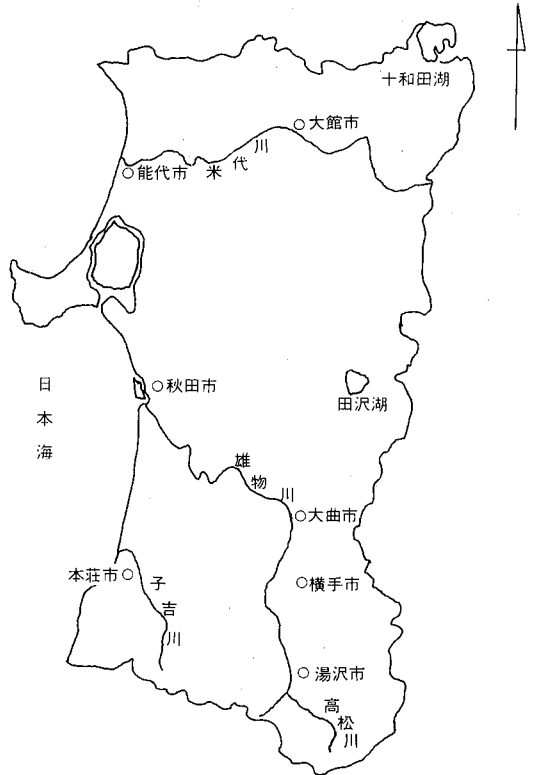 十和田湖
大館市
米代川
能代市
秋田市
田沢湖
日本海
雄物川
大曲市
本荘市
子吉川
横手市
湯沢市
高松川